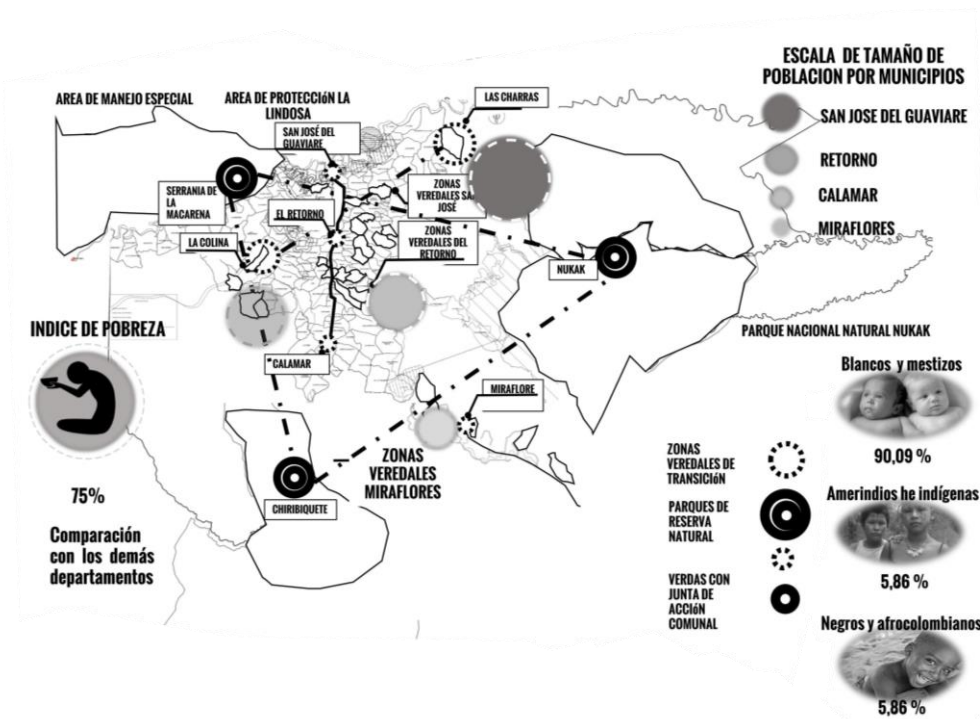 ESCALA DE TAMAÑO DE
POBLACION POR MUNICIPIOS
SAN JOSE DEL GUAVIARE
RETORNO
CALAMAR
MIRAFLORES
AREA DE MANEJO ESPECIAL
AREA DE PROTECCIÓN LA
LINDOSA
LAS CHARRAS
SAN JOSÉ DEL
GUAVIARE
SERRANIA DE
LA
MACARENA
EL RETORNO
ZONAS
VEREDALES SA
JOSÉ
LA COLINA
ZONAS
VEREDALES DEL
RETORNO
NUKAK
PARQUE NACIONAL NATURAL NUKAK
INDICE DE POBREZA
75%
Comparación
con los demás
departamentos
CALAMAR
MIRAFLORE
ZONAS
VEREDALES
MIRAFLORES
CHIRIBIQUETE
ZONAS
VEREDALES DE
TRANSICIÓN
PARQUES DE
RESERVA
NATURAL
VERDAS CON
JUNTA DE
ACCIÓN
COMUNAL
Blancos y mestizos
90,09 %
Amerindios he indígenas
5,86 %
Negros y afrocolombianos
5,86 %